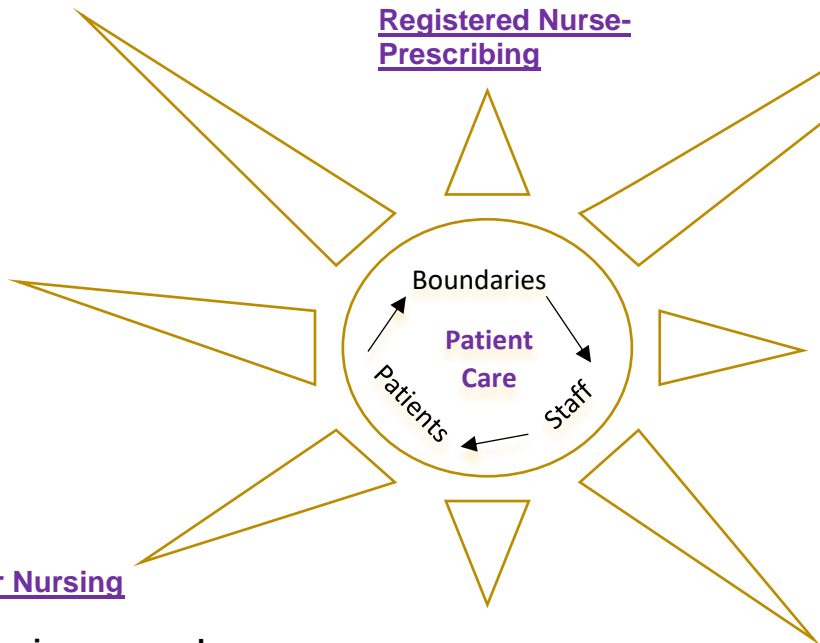 Registered Nurse-
Prescribing
Boundaries
Patient
Care
Patients
Staff
Nursing